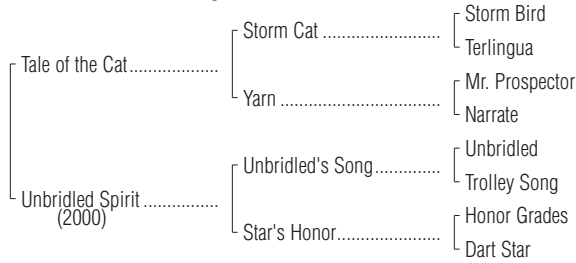 Storm Bird
Storm Cat ........................
Terlingua
Tale of the Cat..................
Mr. Prospector
Yarn ................................
Narrate
Unbridled
Unbridled's Song...............
Trolley Song
Unbridled Spirit ...............
(2000)
Honor Grades
Star's Honor.....................
Dart Star